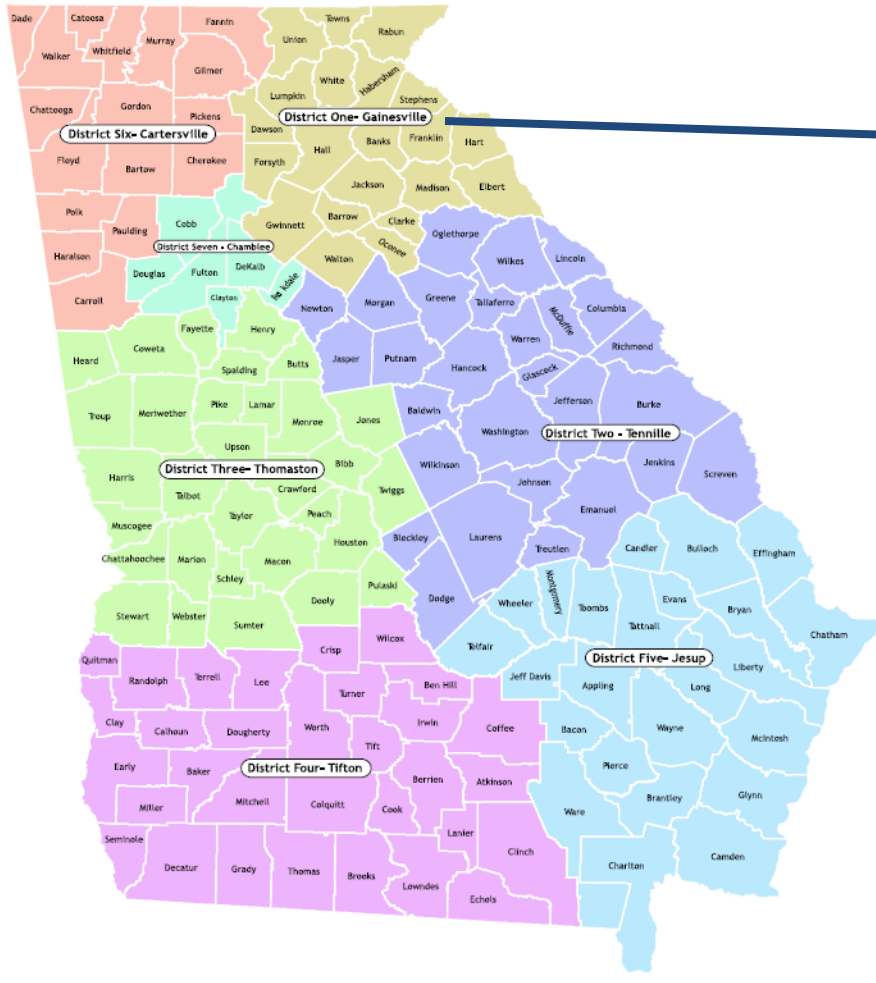 Dade
Catoosa
Fannin
Towns
Rabun
Union
Walker
Whitfield
Murray
Gilmer
White
Habersham
Lumpkin
Stephens
Chattooga
Gordon
Pickens
District One- Gainesville
Dawson
District Six- Cartersville
Banks
Franklin
Hart
Hall
Floyd
Bartow
Cherokee
Forsyth
Jackson
Madison
Elbert
Polk
Paulding
Cobb
Gwinnett
Barrow
Clarke
Oconee
Oglethorpe
District Seven - Chamblee
Haralson
Douglas
Fulton
DeKalb
Walton
Wilkes
Lincoln
Carroll
Clayton
Newton
Morgan
Greene
Taliaferro
McDuffie
Columbia
Fayette
Henry
Warren
Richmond
Heard
Coweta
Spalding
Butts
Jasper
Putnam
Hancock
Glascock
Troup
Meriwether
Pike
Lamar
Monroe
Jones
Baldwin
Jefferson
Burke
Washington
District Two - Tennille
Upson
Bibb
Wilkinson
Jenkins
Screven
District Three- Thomaston
Harris
Talbot
Crawford
Twiggs
Johnson
Taylor
Peach
Emanuel
Muscogee
Houston
Bleckley
Laurens
Treutlen
Candler
Bulloch
Effingham
Chattahoochee
Marion
Macon
Schley
Pulaski
Dodge
Wheeler
Montgomery
Toombs
Evans
Bryan
Stewart
Webster
Sumter
Dooly
Tattnall
Chatham
Wilcox
Crisp
Telfair
District Five- Jesup
Liberty
Quitman
Randolph
Terrell
Lee
Turner
Ben Hill
Jeff Davis
Appling
Long
Clay
Calhoun
Dougherty
Worth
Irwin
Coffee
Bacon
Wayne
McIntosh
Tift
Early
Baker
District Four- Tifton
Berrien
Atkinson
Pierce
Miller
Mitchell
Colquitt
Cook
Ware
Brantley
Glynn
Seminole
Lanier
Clinch
Decatur
Grady
Thomas
Brooks
Lowndes
Echols
Charlton
Camden